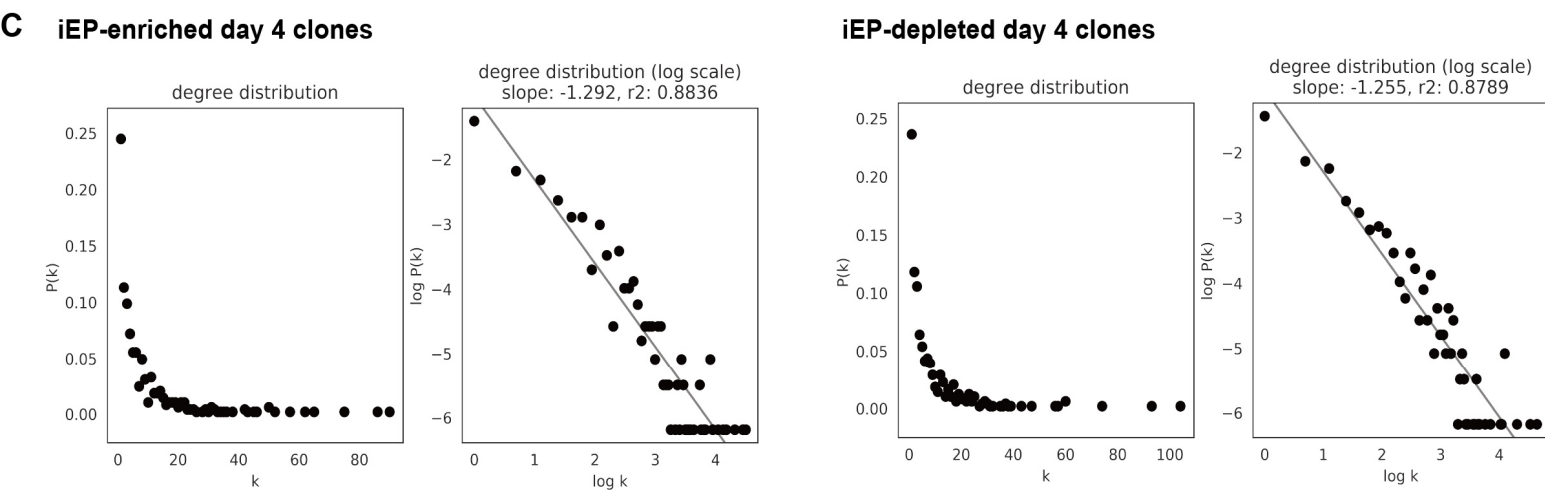 C
iEP-enriched day 4 clones
iEP-depleted day 4 clones
degree distribution
degree distribution (log scale)
slope: -1.292, r2: 0.8836
degree distribution
degree distribution (log scale)
slope: -1.255, r2: 0.8789
P(k)
0.25
0.20
0.15
0.10
0.05
0.00
0 20 40 60 80
k
log P(k)
−2
−3
−4
−5
−6
0 1 2 3 4
log k
P(k)
0.25
0.20
0.15
0.10
0.05
0.00
0 20 40 60 80 100
k
log P(k)
−2
−3
−4
−5
−6
0 1 2 3 4
log k